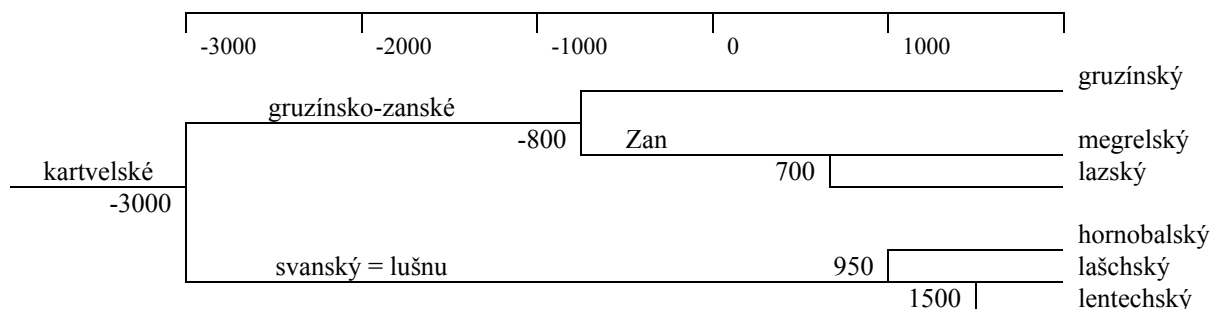 -3000 -2000 -1000 0 1000
gruzínský
gruzínsko-zanské
-800 Zan megrelský
kartvelské 700 lazský
-3000
hornobalský
svanský = lušnu 950 lašchský
1500 lentechský